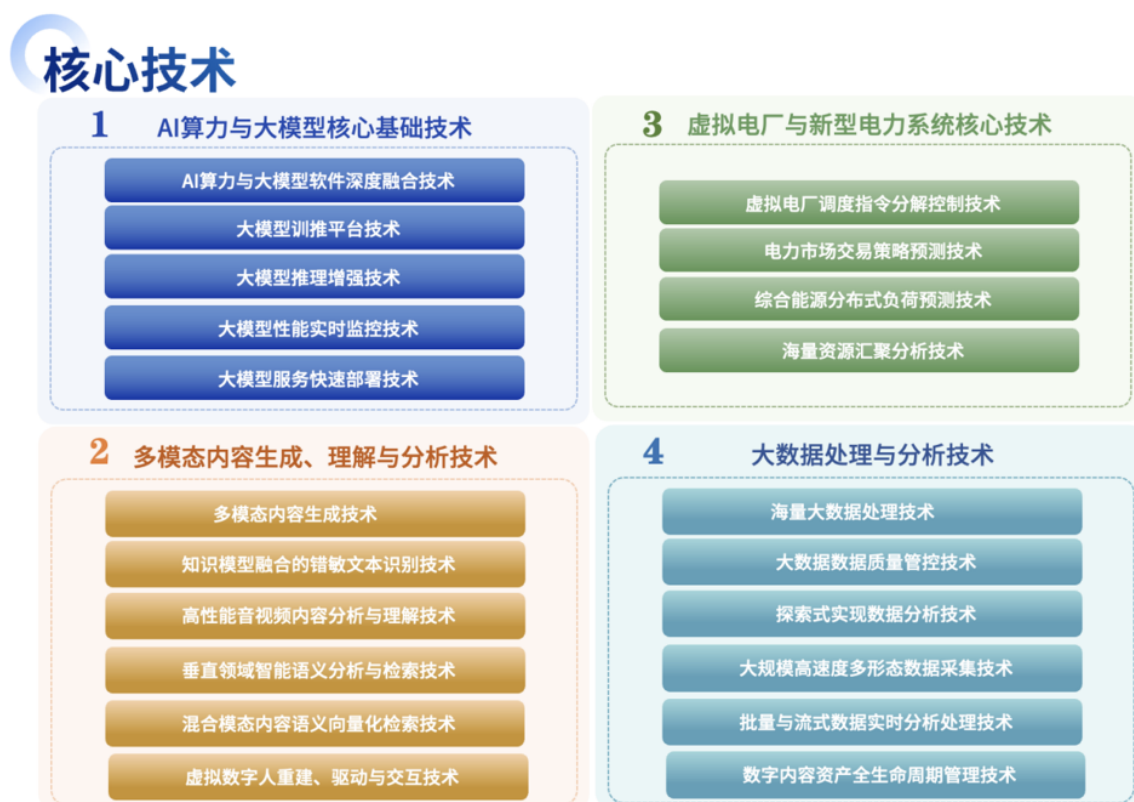 核心技术
1 AI算力与大模型核心基础技术
AI算力与大模型软件深度融合技术
大模型训推平台技术
大模型推理增强技术
大模型性能实时监控技术
大模型服务快速部署技术
2 多模态内容生成、理解与分析技术
多模态内容生成技术
知识模型融合的错敏文本识别技术
高性能音视频内容分析与理解技术
垂直领域智能语义分析与检索技术
混合模态内容语义向量化检索技术
虚拟数字人重建、驱动与交互技术
3 虚拟电厂与新型电力系统核心技术
虚拟电厂调度指令分解控制技术
电力市场交易策略预测技术
综合能源分布式负荷预测技术
海量资源汇聚分析技术
4 大数据处理与分析技术
海量大数据处理技术
大数据数据质量管控技术
探索式实现数据分析技术
大规模高速度多形态数据采集技术
批量与流式数据实时分析处理技术
数字内容资产全生命周期管理技术